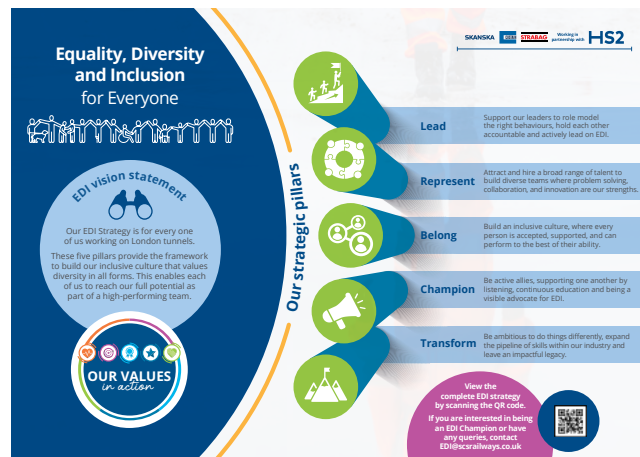 Equality, Diversity
and Inclusion
for Everyone
EDI vision statement
Our EDI Strategy is for every one
of us working on London tunnels.
These five pillars provide the framework
to build our inclusive culture that values
diversity in all forms. This enables each
of us to reach our full potential as
part of a high-performing team.
OUR VALUES
in action
Our strategic pillars
SKANSKA
STRABAG
Working in
partnership with
HS2
Lead
Support our leaders to role model
the right behaviours, hold each other
accountable and actively lead on EDI.
Represent
Attract and hire a broad range of talent to
build diverse teams where problem solving,
collaboration, and innovation are our strengths.
Belong
Build an inclusive culture, where every
person is accepted, supported, and can
perform to the best of their ability.
Champion
Be active allies, supporting one another by
listening, continuous education and being a
visible advocate for EDI.
Transform
Be ambitious to do things differently, expand
the pipeline of skills within our industry and
leave an impactful legacy.
View the
complete EDI strategy
by scanning the QR code.
If you are interested in being
an EDI Champion or have
any queries, contact
EDI@scsrailways.co.uk